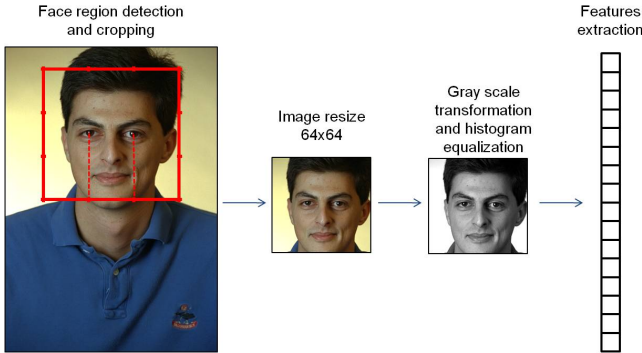 Face region detection
and cropping
Image resize
64x64
Gray scale
transformation
and histogram
equalization
Features
extraction